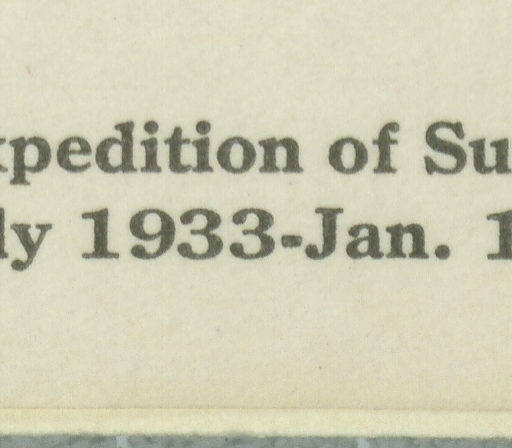 xpedition of Su
ly 1933-Jan. 1